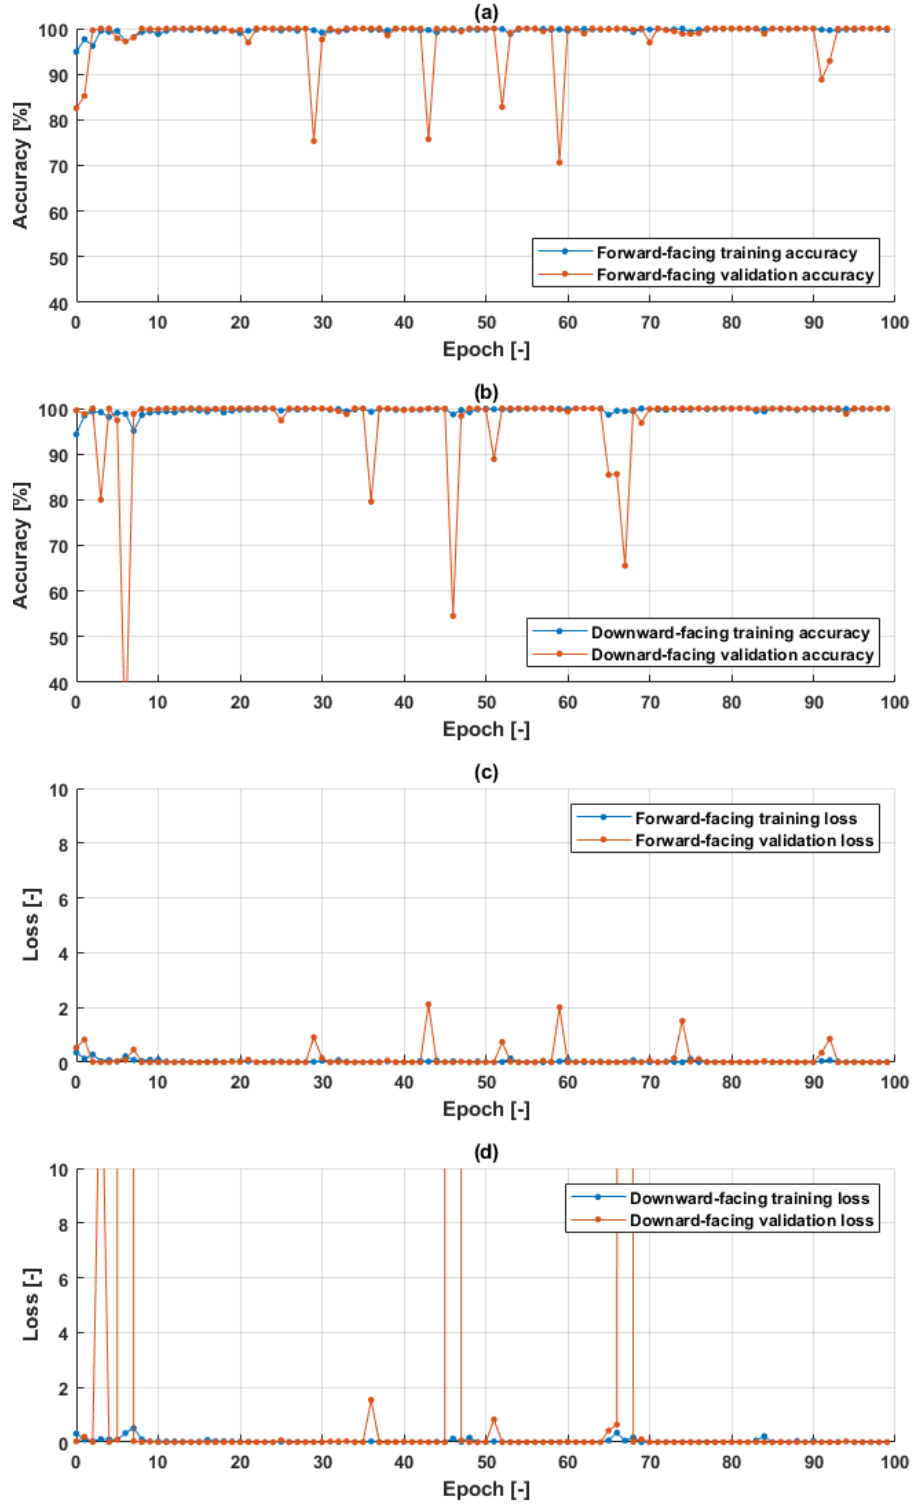 (a)
100
90
80
70
60
50
40
Accuracy [%]
Forward-facing training accuracy
Forward-facing validation accuracy
0 10 20 30 40 50 60 70 80 90 100
Epoch [-]
(b)
100
90
80
70
60
50
40
Accuracy [%]
Downward-facing training accuracy
Downard-facing validation accuracy
0 10 20 30 40 50 60 70 80 90 100
Epoch [-]
(c)
10
8
6
4
2
0
Loss [-]
Forward-facing training loss
Forward-facing validation loss
0 10 20 30 40 50 60 70 80 90 100
Epoch [-]
(d)
10
8
6
4
2
0
Loss [-]
Downward-facing training loss
Downard-facing validation loss
0 10 20 30 40 50 60 70 80 90 100
Epoch [-]